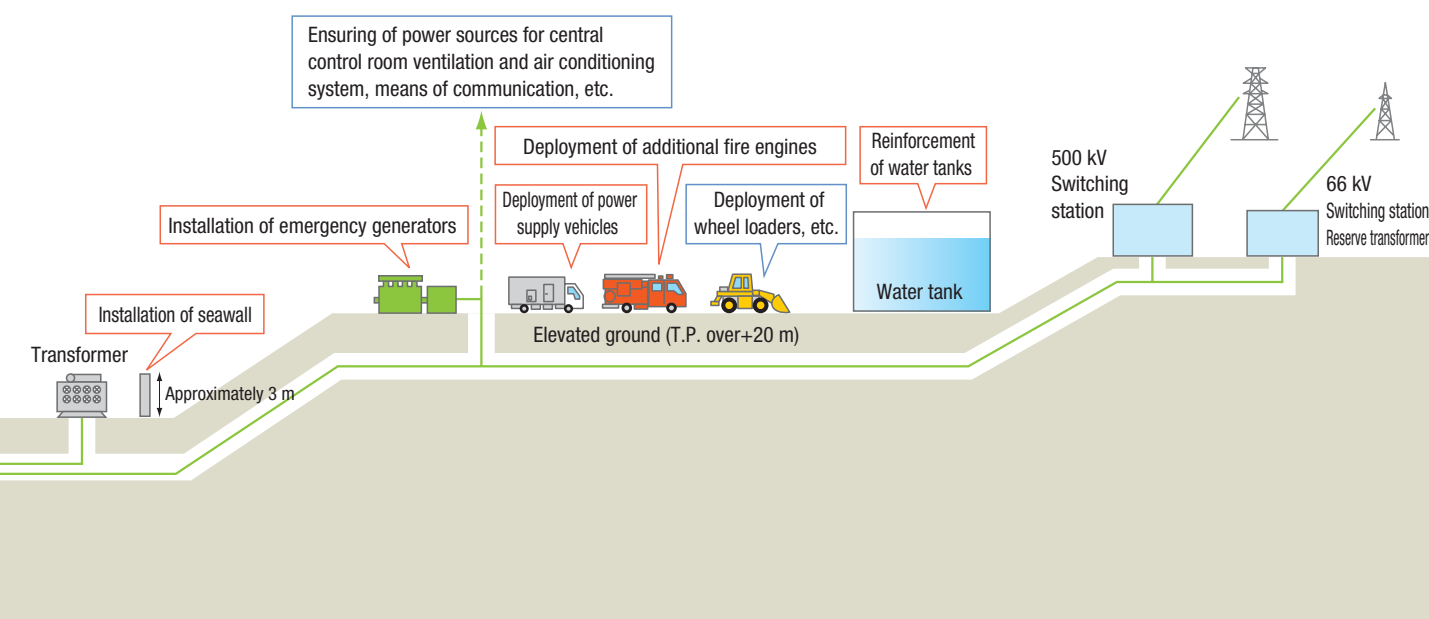 Ensuring of power sources for central
control room ventilation and air conditioning
system, means of communication, etc.
Deployment of additional fire engines
Reinforcement
of water tanks
500 kV
Switching
station
66 kV
Switching station
Reserve transformer
Installation of emergency generators
Deployment of power
supply vehicles
Deployment of
wheel loaders, etc.
Water tank
Installation of seawall
Elevated ground (T.P. over+20 m)
Transformer
Approximately 3 m